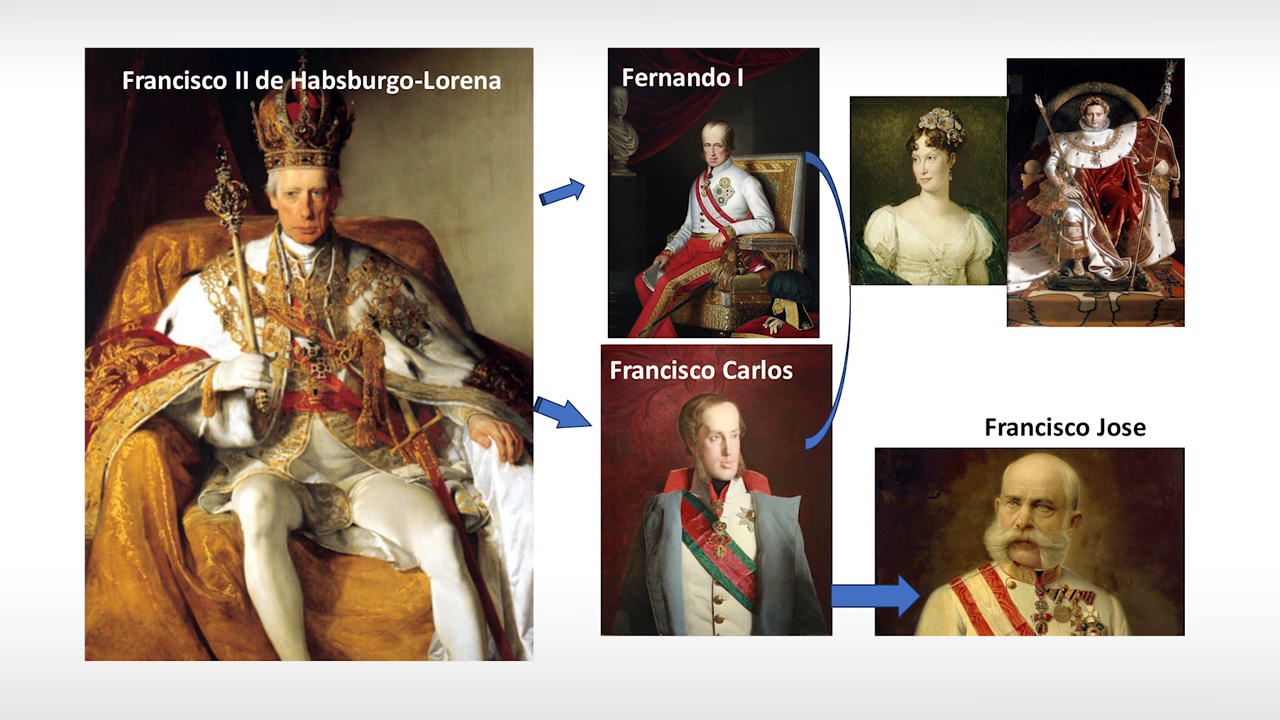 Francisco II de Habsburgo-Lorena
Fernando I
Francisco Carlos
Francisco Jose